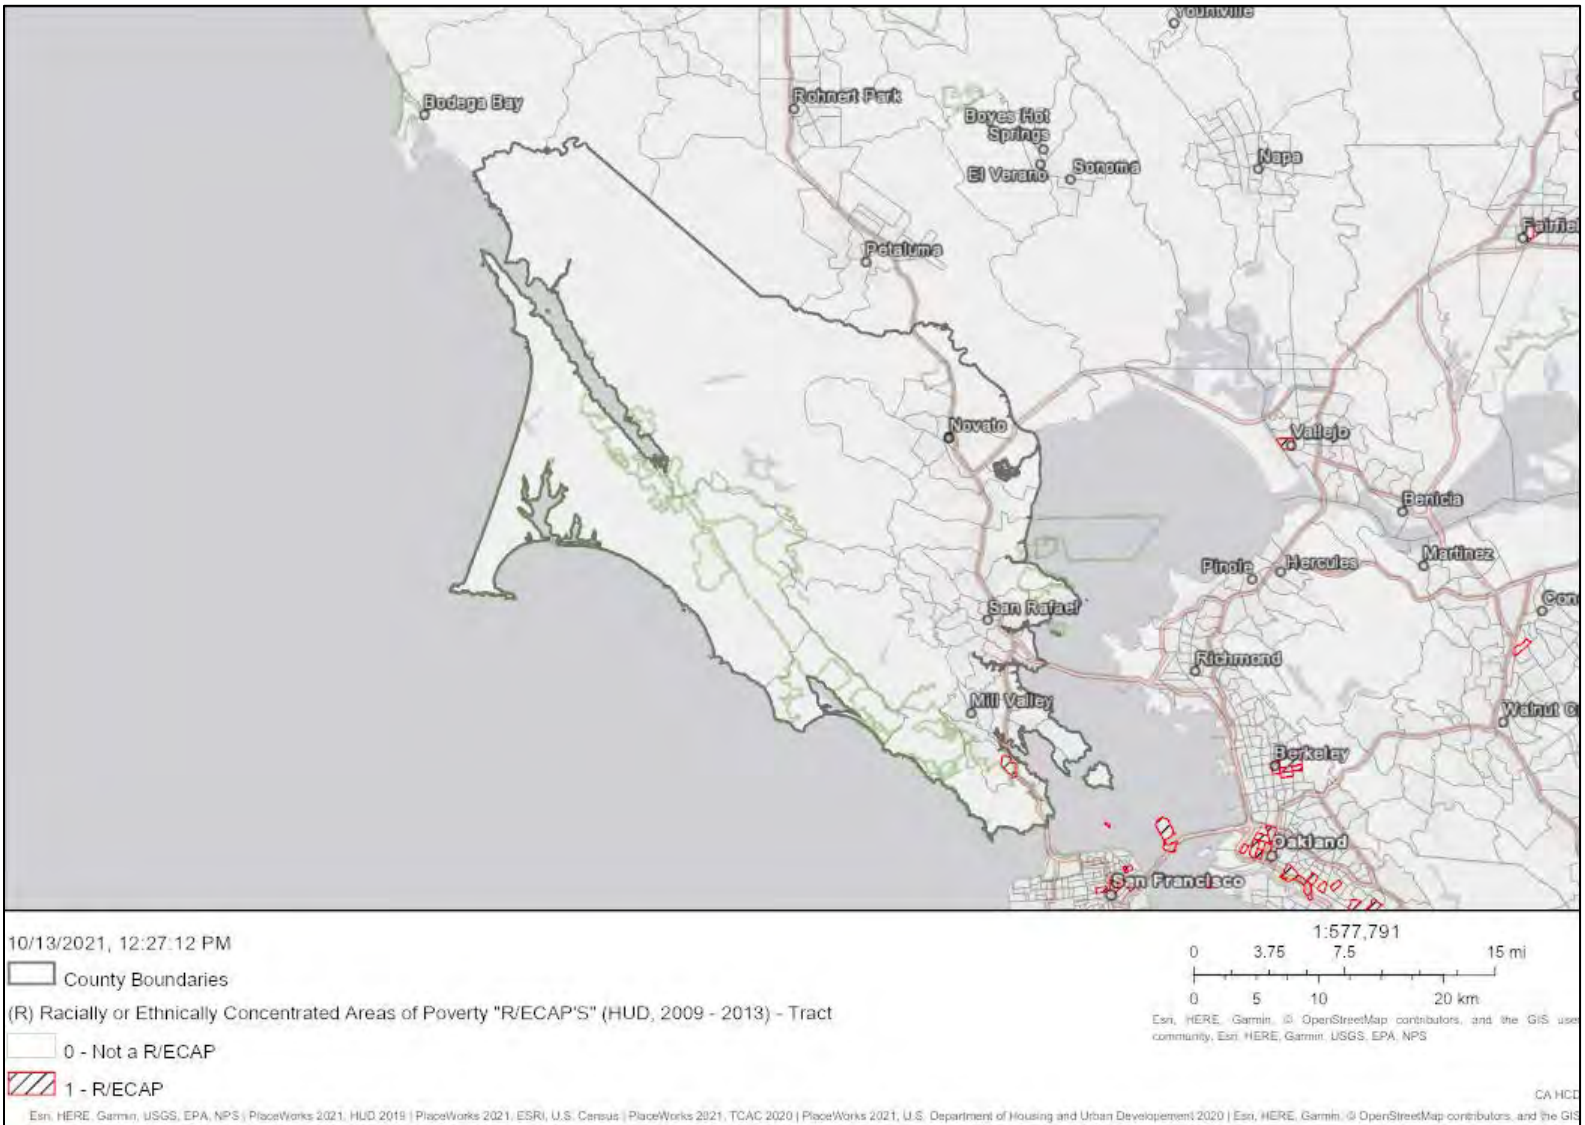 Yountville
Bodega Bay
Rohnert Park
Boyes Hot
Springs
El Verano
Sonoma
Napa
Petaluma
Novato
Vallejo
Benicia
Martinez
Pinole
Hercules
San Rafael
Richmond
Mill Valley
Berkeley
Oakland
San Francisco
10/13/2021, 12:27:12 PM
County Boundaries
(R) Racially or Ethnically Concentrated Areas of Poverty "R/ECAP'S" (HUD, 2009 - 2013) - Tract
0 - Not a R/ECAP
1 - R/ECAP
1:577,791
0 3.75 7.5 15 mi
0 5 10 20 km
Esri, HERE, Garmin, © OpenStreetMap contributors, and the GIS user
community, Esri, HERE, Garmin, USGS, EPA, NPS
CA HCD
Esri, HERE, Garmin, USGS, EPA, NPS | PlaceWorks 2021, HUD 2019 | PlaceWorks 2021, ESRI, U.S. Census | PlaceWorks 2021, TCAC 2020 | PlaceWorks 2021, U.S. Department of Housing and Urban Developement 2020 | Esri, HERE, Garmin, © OpenStreetMap contributors, and the GIS